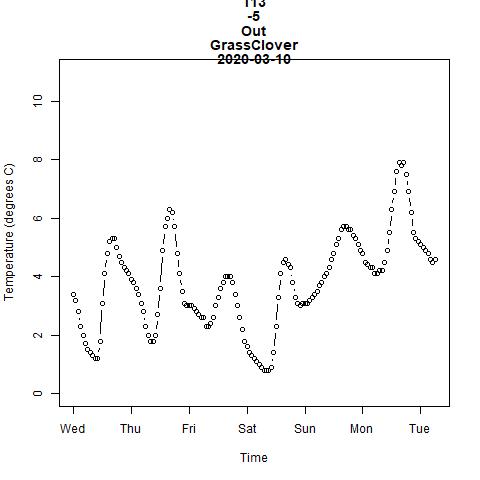 -5
Out
GrassClover
2020-03-10
Temperature (degrees C)
10
8
6
4
2
0
Wed Thu Fri Sat Sun Mon Tue
Time